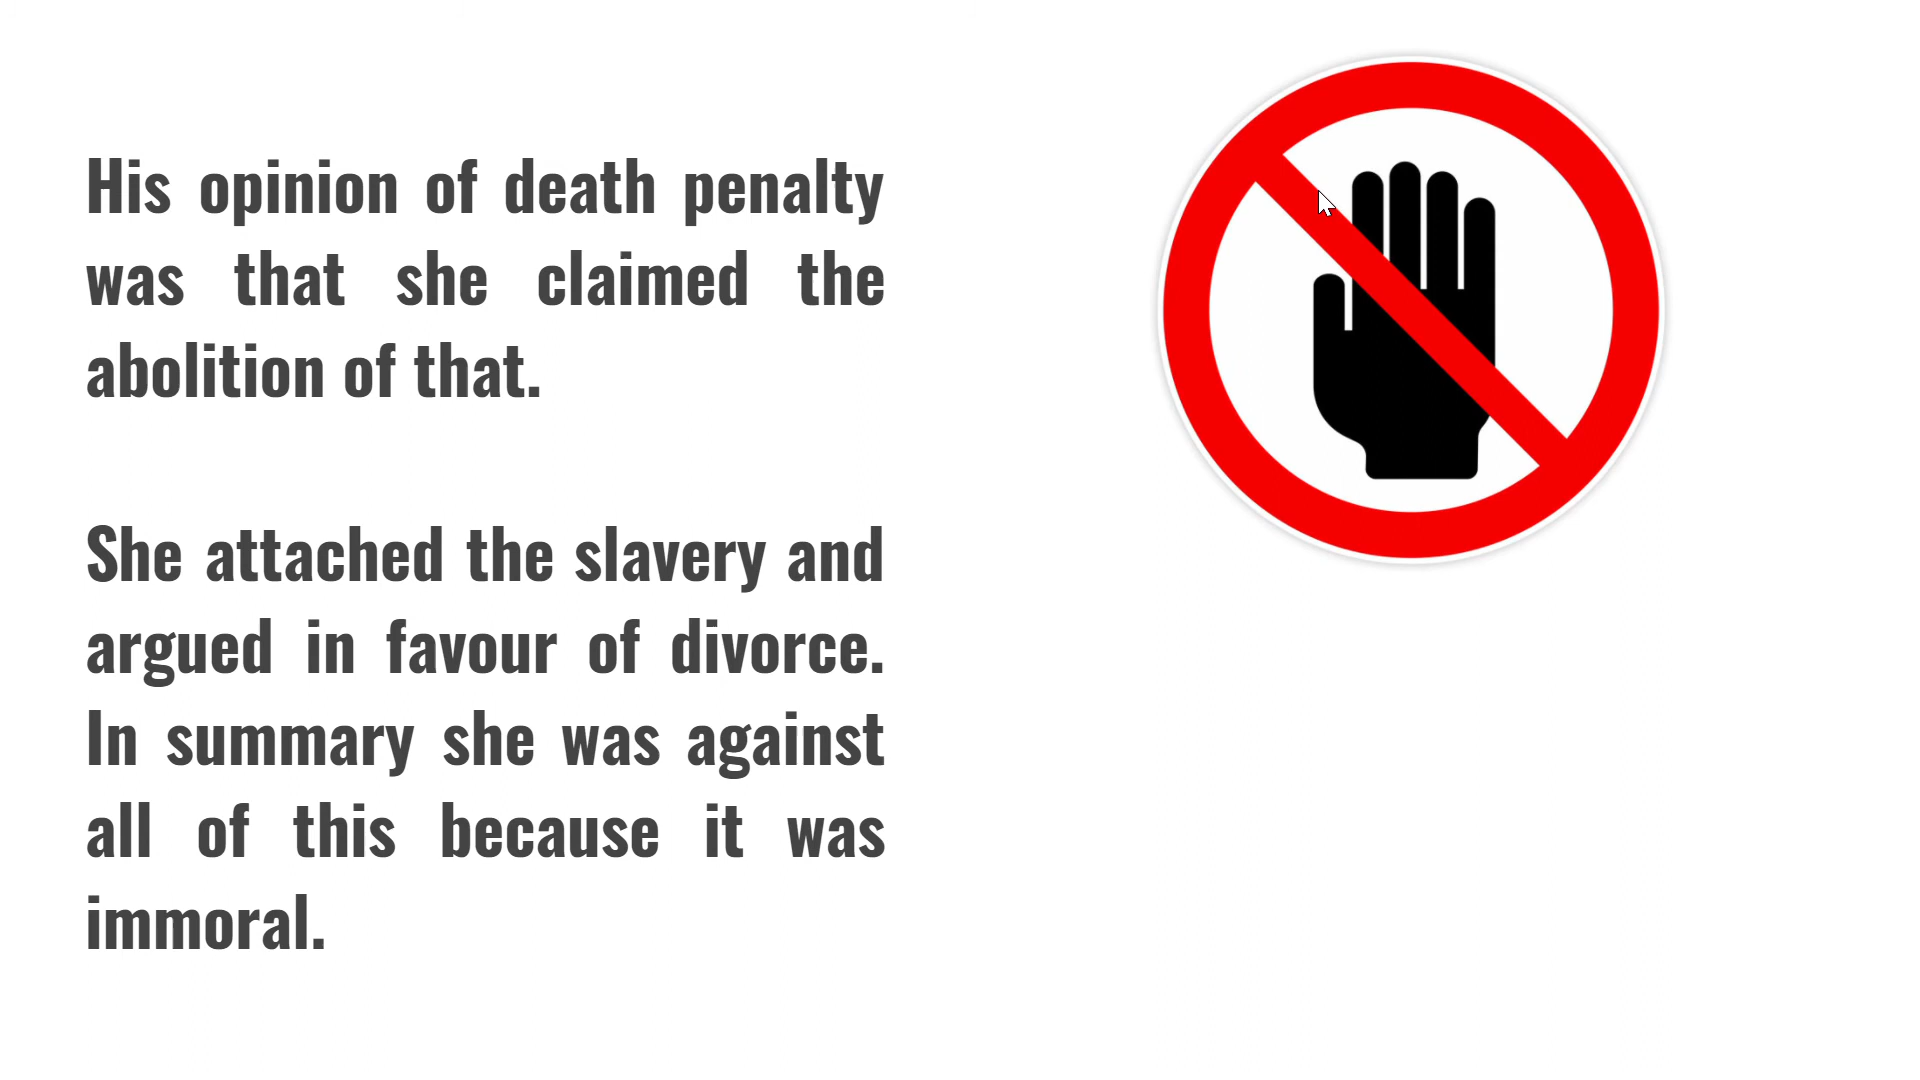 His opinion of death penalty
was that she claimed the
abolition of that.
She attached the slavery and
argued in favour of divorce.
In summary she was against
all of this because it was
immoral.